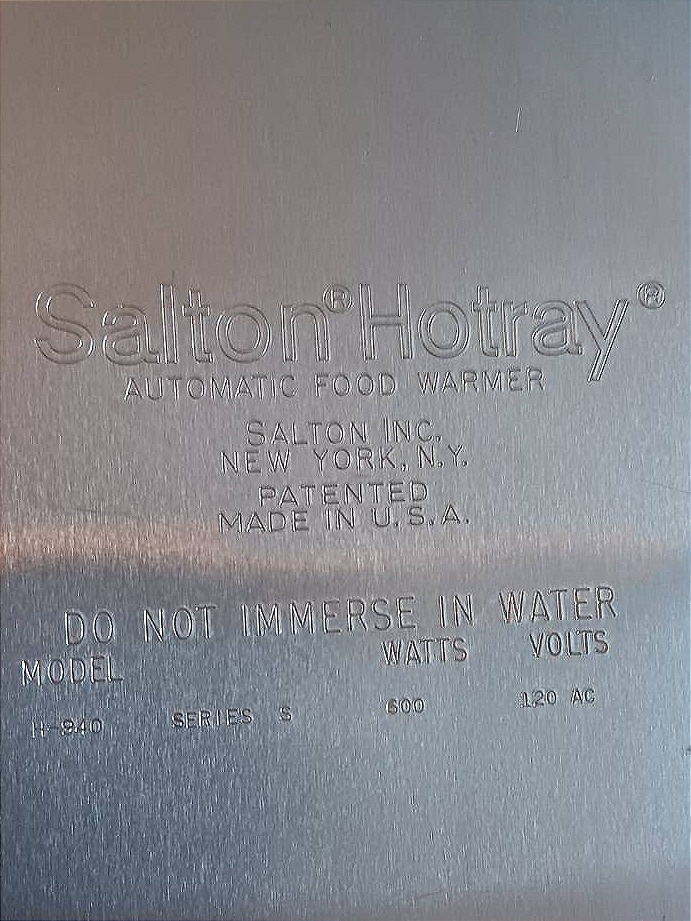 Salton® Hotray®
AUTOMATIC FOOD WARMER
SALTON INC.
NEW YORK, N.Y.
PATENTED
MADE IN U.S.A.
DO NOT IMMERSE IN WATER
MODEL WATTS VOLTS
H-940 SERIES S 600 120 AC